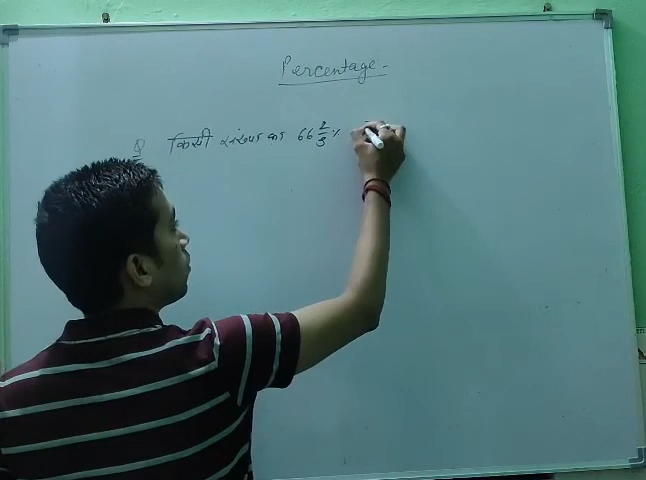 Percentage -
Q किसी संख्या का 66 2/3 %